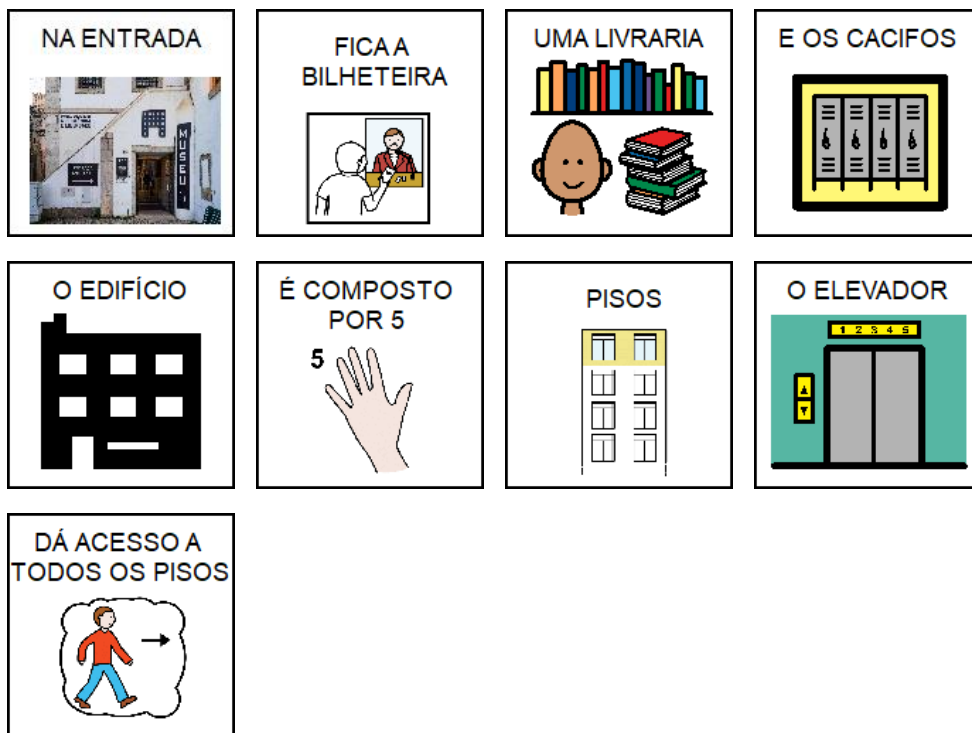 NA ENTRADA
MUSEU
FICA A
BILHETEIRA
UMA LIVRARIA
E OS CACIFOS
O EDIFÍCIO
É COMPOSTO
POR 5
5
PISOS
O ELEVADOR
1 2 3 4 5
DÁ ACESSO A
TODOS OS PISOS